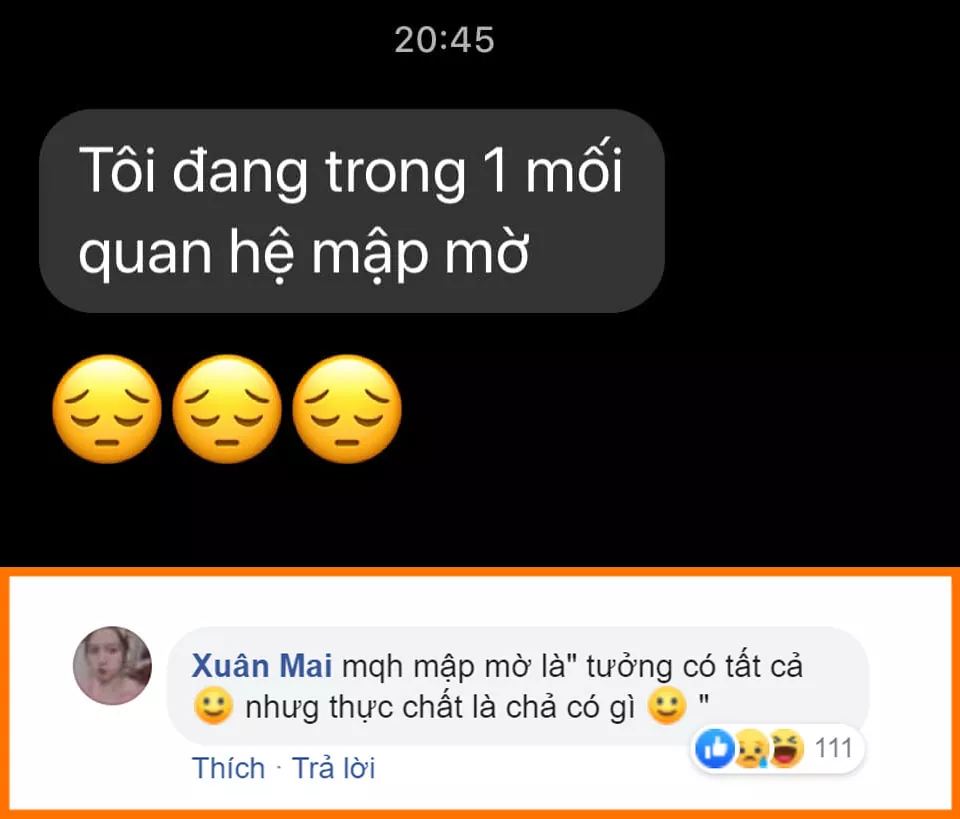 20:45
Tôi đang trong 1 mối
quan hệ mập mờ
😔😔😔
Xuân Mai mqh mập mờ là" tưởng có tất cả
🙂 nhưg thực chất là chả có gì 🙂 "
111
Thích · Trả lời